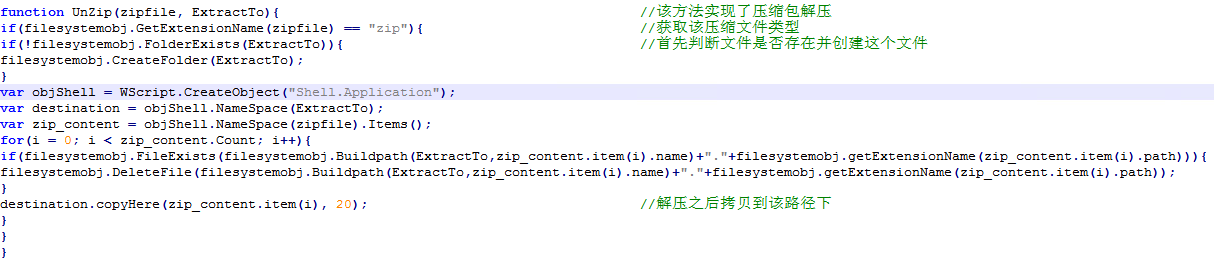 function UnZip(zipfile, ExtractTo){ //该方法实现了压缩包解压
if(filesystemobj.GetExtensionName(zipfile) == "zip"){ //获取该压缩文件类型
if(!filesystemobj.FolderExists(ExtractTo)){ //首先判断文件是否存在并创建这个文件
filesystemobj.CreateFolder(ExtractTo);
}
var objShell = WScript.CreateObject("Shell.Application");
var destination = objShell.NameSpace(ExtractTo);
var zip_content = objShell.NameSpace(zipfile).Items();
for(i = 0; i < zip_content.Count; i++){
if(filesystemobj.FileExists(filesystemobj.Buildpath(ExtractTo,zip_content.item(i).name)+"."+filesystemobj.getExtensionName(zip_content.item(i).path))){
filesystemobj.DeleteFile(filesystemobj.Buildpath(ExtractTo,zip_content.item(i).name)+"."+filesystemobj.getExtensionName(zip_content.item(i).path));
}
destination.copyHere(zip_content.item(i), 20); //解压之后拷贝到该路径下
}
}
}